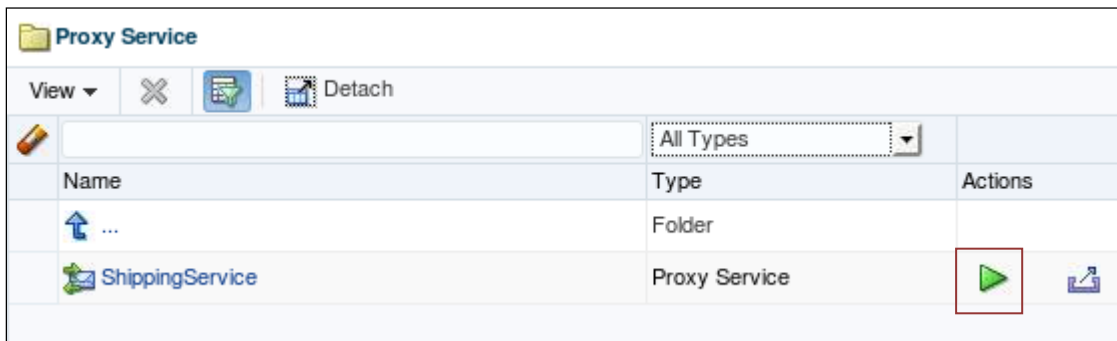 Proxy Service
View Detach
All Types
Name Type Actions
... Folder
ShippingService Proxy Service